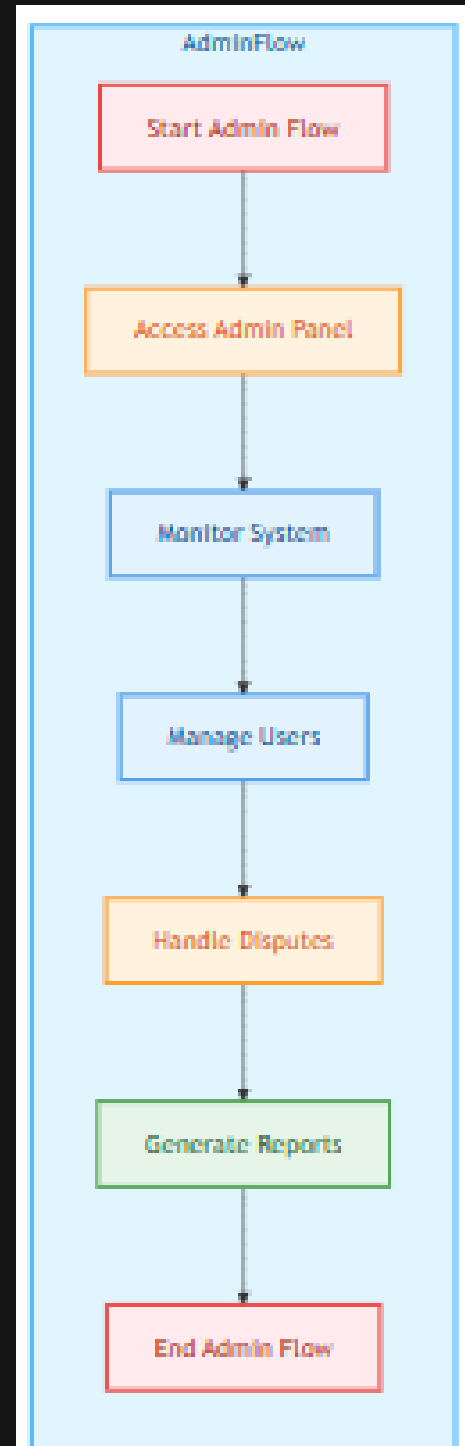 AdminFlow
Start Admin Flow
Access Admin Panel
Monitor System
Manage Users
Handle Disputes
Generate Reports
End Admin Flow